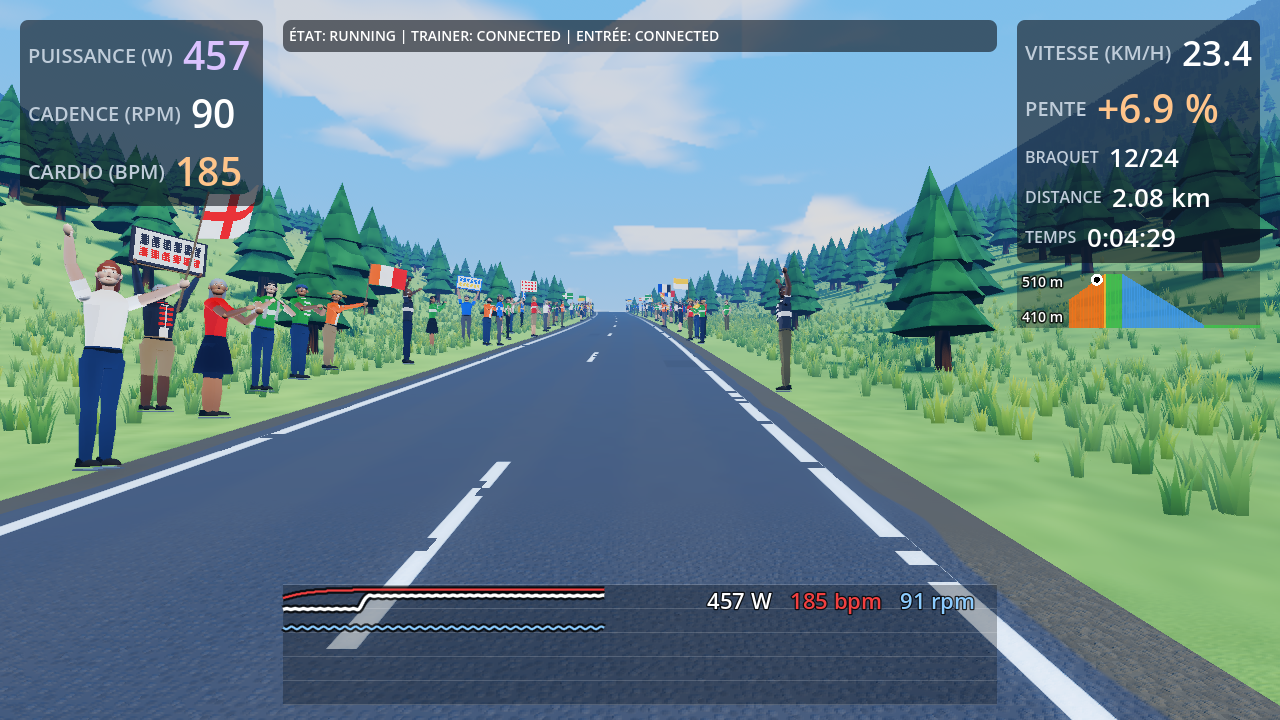 PUISSANCE (W) 457
CADENCE (RPM) 90
CARDIO (BPM) 185
ÉTAT: RUNNING | TRAINER: CONNECTED | ENTRÉE: CONNECTED
VITESSE (KM/H) 23.4
PENTE +6.9 %
BRAQUET 12/24
DISTANCE 2.08 km
TEMPS 0:04:29
510 m
410 m
457 W 185 bpm 91 rpm